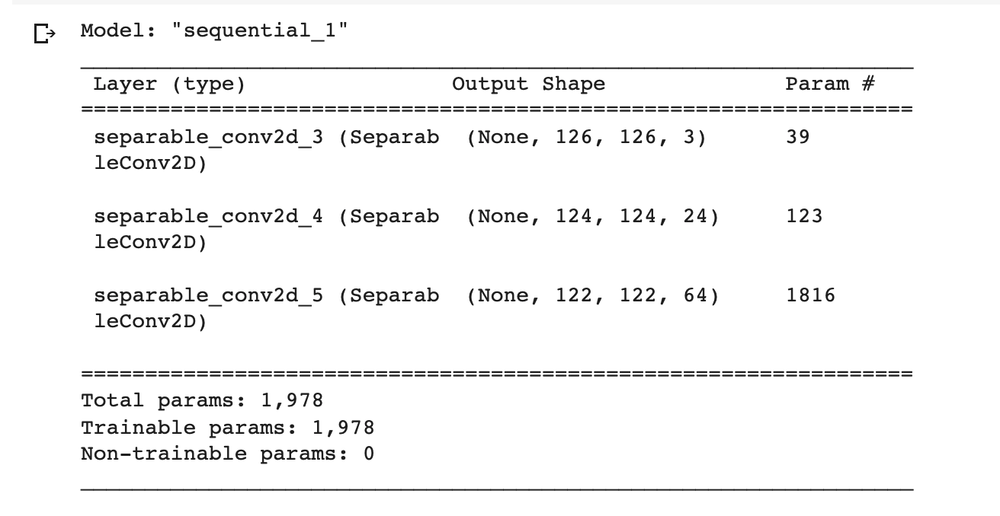 Model: "sequential_1"
Layer (type) Output Shape Param #
=================================================================
separable_conv2d_3 (Separab (None, 126, 126, 3) 39
leConv2D)
separable_conv2d_4 (Separab (None, 124, 124, 24) 123
leConv2D)
separable_conv2d_5 (Separab (None, 122, 122, 64) 1816
leConv2D)
=================================================================
Total params: 1,978
Trainable params: 1,978
Non-trainable params: 0